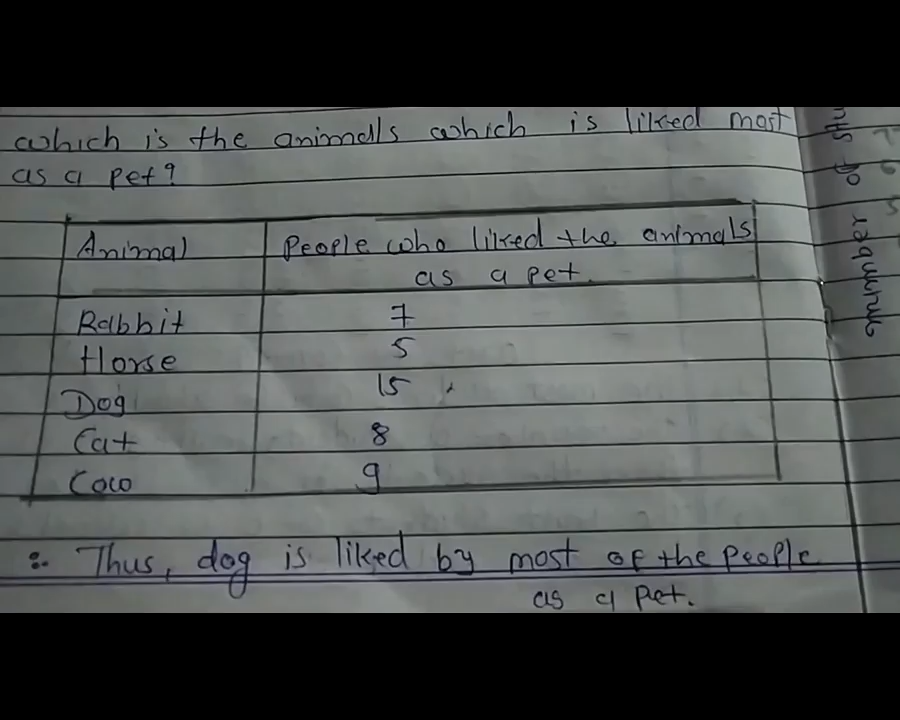 which is the animals which is liked most
as a pet?
Animal People who liked the animals
as a pet.
Rabbit 7
Horse 5
Dog 15
Cat 8
Coco 9
∴ Thus, dog is liked by most of the people
as a pet.
number
of